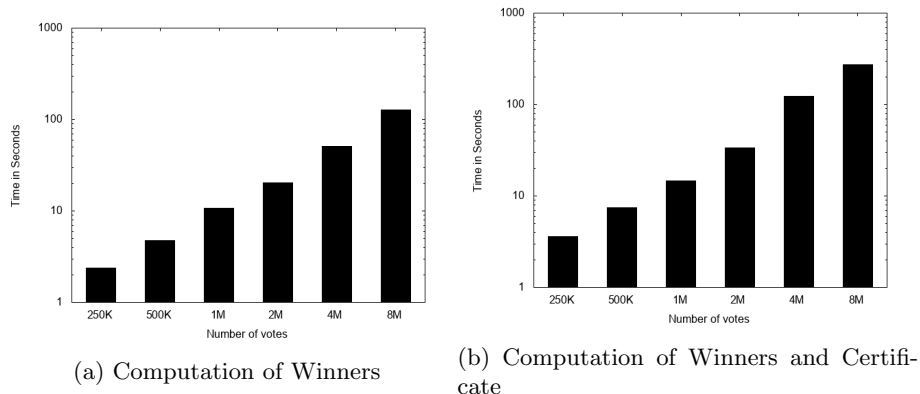 1000
100
10
1
Time in Seconds
250K 500K 1M 2M 4M 8M
Number of votes
(a) Computation of Winners
1000
100
10
1
Time in Seconds
250K 500K 1M 2M 4M 8M
Number of votes
(b) Computation of Winners and Certifi-
cate